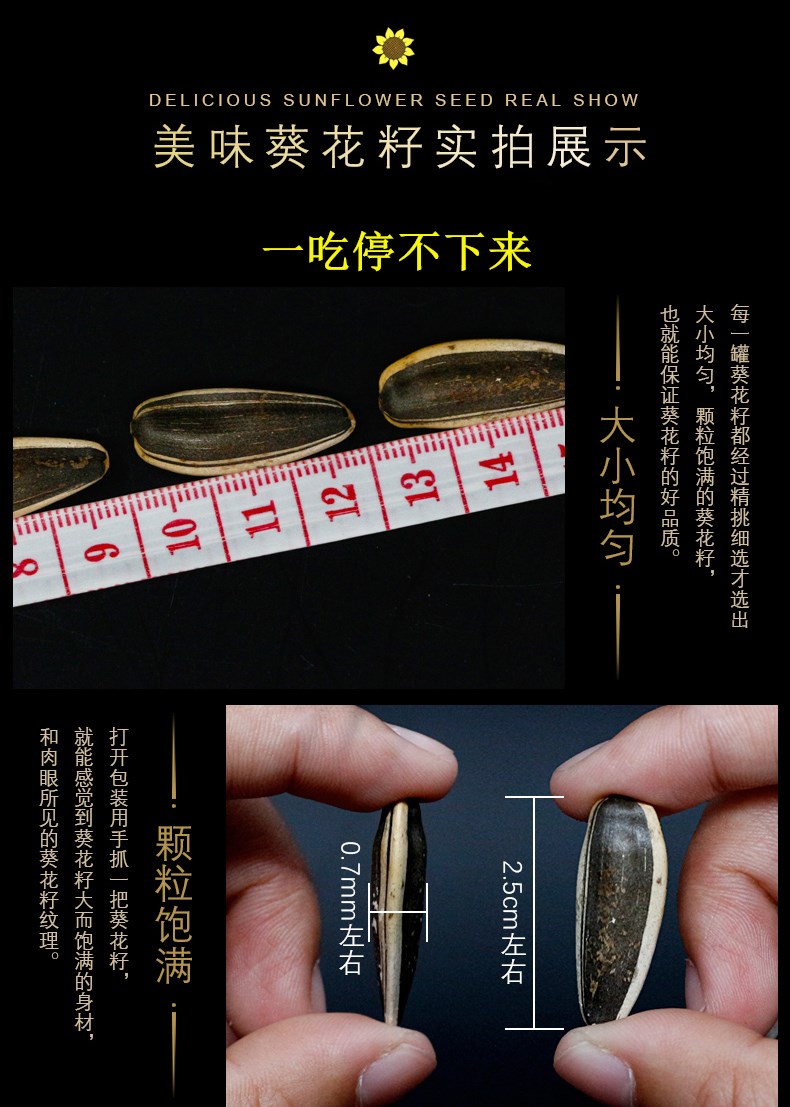 DELICIOUS SUNFLOWER SEED REAL SHOW
美味葵花籽实拍展示
一吃停不下来
每一罐葵花籽都经过精挑细选才选出
大小均匀，颗粒饱满的葵花籽，
也就能保证葵花籽的好品质。
大小均匀
8 9 10 11 12 13 14
颗粒饱满
打开包装用手抓一把葵花籽，
就能感觉到葵花籽大而饱满的身材，
和肉眼所见的葵花籽纹理。
0.7mm左右
2.5cm左右